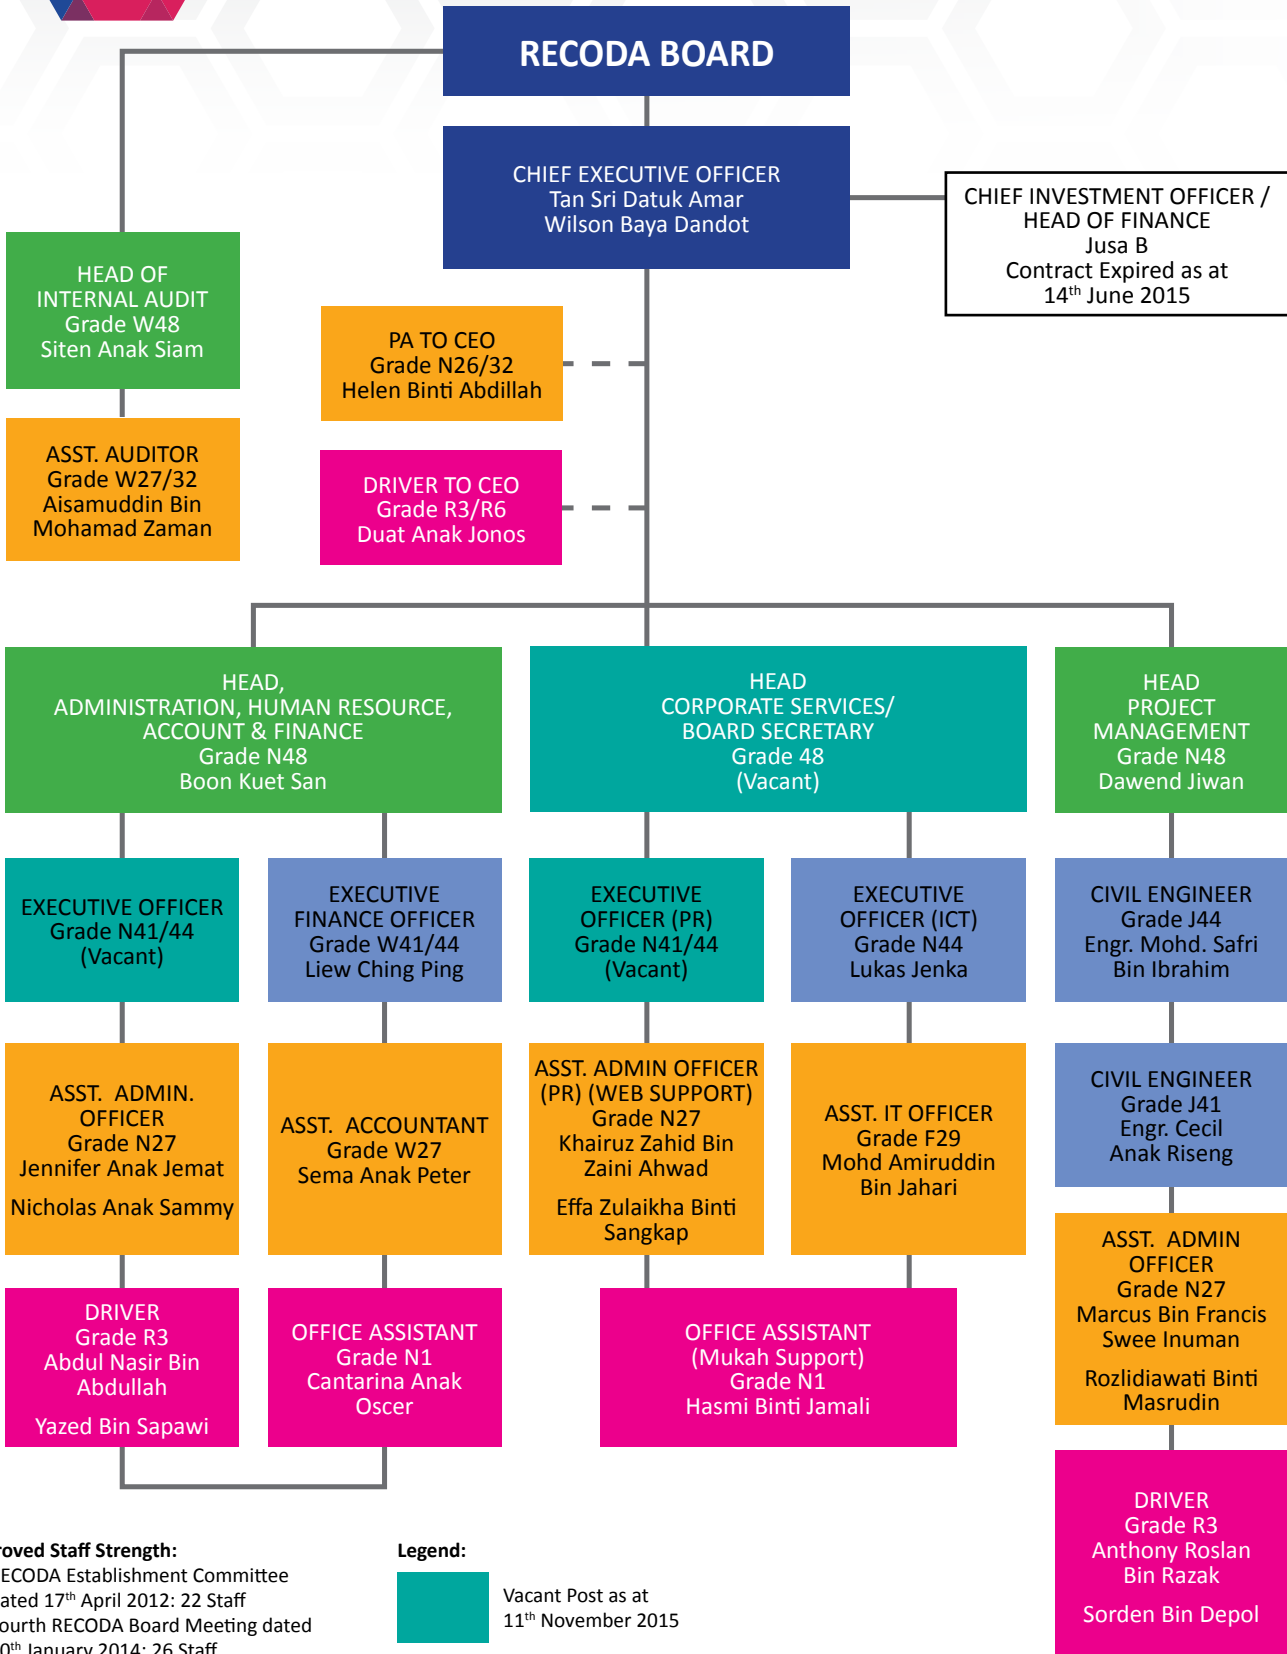 RECODA BOARD
CHIEF EXECUTIVE OFFICER
Tan Sri Datuk Amar
Wilson Baya Dandot
CHIEF INVESTMENT OFFICER /
HEAD OF FINANCE
Jusa B
Contract Expired as at
14th June 2015
HEAD OF
INTERNAL AUDIT
Grade W48
Siten Anak Siam
PA TO CEO
Grade N26/32
Helen Binti Abdillah
ASST. AUDITOR
Grade W27/32
Aisamuddin Bin
Mohamad Zaman
DRIVER TO CEO
Grade R3/R6
Duat Anak Jonos
HEAD,
ADMINISTRATION, HUMAN RESOURCE,
ACCOUNT & FINANCE
Grade N48
Boon Kuet San
HEAD
CORPORATE SERVICES/
BOARD SECRETARY
Grade 48
(Vacant)
HEAD
PROJECT
MANAGEMENT
Grade N48
Dawend Jiwan
EXECUTIVE OFFICER
Grade N41/44
(Vacant)
EXECUTIVE
FINANCE OFFICER
Grade W41/44
Liew Ching Ping
EXECUTIVE
OFFICER (PR)
Grade N41/44
(Vacant)
EXECUTIVE
OFFICER (ICT)
Grade N44
Lukas Jenka
CIVIL ENGINEER
Grade J44
Engr. Mohd. Safri
Bin Ibrahim
ASST. ADMIN.
OFFICER
Grade N27
Jennifer Anak Jemat
Nicholas Anak Sammy
ASST. ACCOUNTANT
Grade W27
Sema Anak Peter
ASST. ADMIN OFFICER
(PR) (WEB SUPPORT)
Grade N27
Khairuz Zahid Bin
Zaini Ahwad
Effa Zulaikha Binti
Sangkap
ASST. IT OFFICER
Grade F29
Mohd Amiruddin
Bin Jahari
CIVIL ENGINEER
Grade J41
Engr. Cecil
Anak Riseng
ASST. ADMIN
OFFICER
Grade N27
Marcus Bin Francis
Swee Inuman
Rozlidiawati Binti
Masrudin
DRIVER
Grade R3
Abdul Nasir Bin
Abdullah
Yazed Bin Sapawi
OFFICE ASSISTANT
Grade N1
Cantarina Anak
Oscer
OFFICE ASSISTANT
(Mukah Support)
Grade N1
Hasmi Binti Jamali
DRIVER
Grade R3
Anthony Roslan
Bin Razak
Sorden Bin Depol
Staff Strength:
Establishment Committee
17th April 2012: 22 Staff
RECODA Board Meeting dated
January 2014: 26 Staff
Legend:
Vacant Post as at
11th November 2015